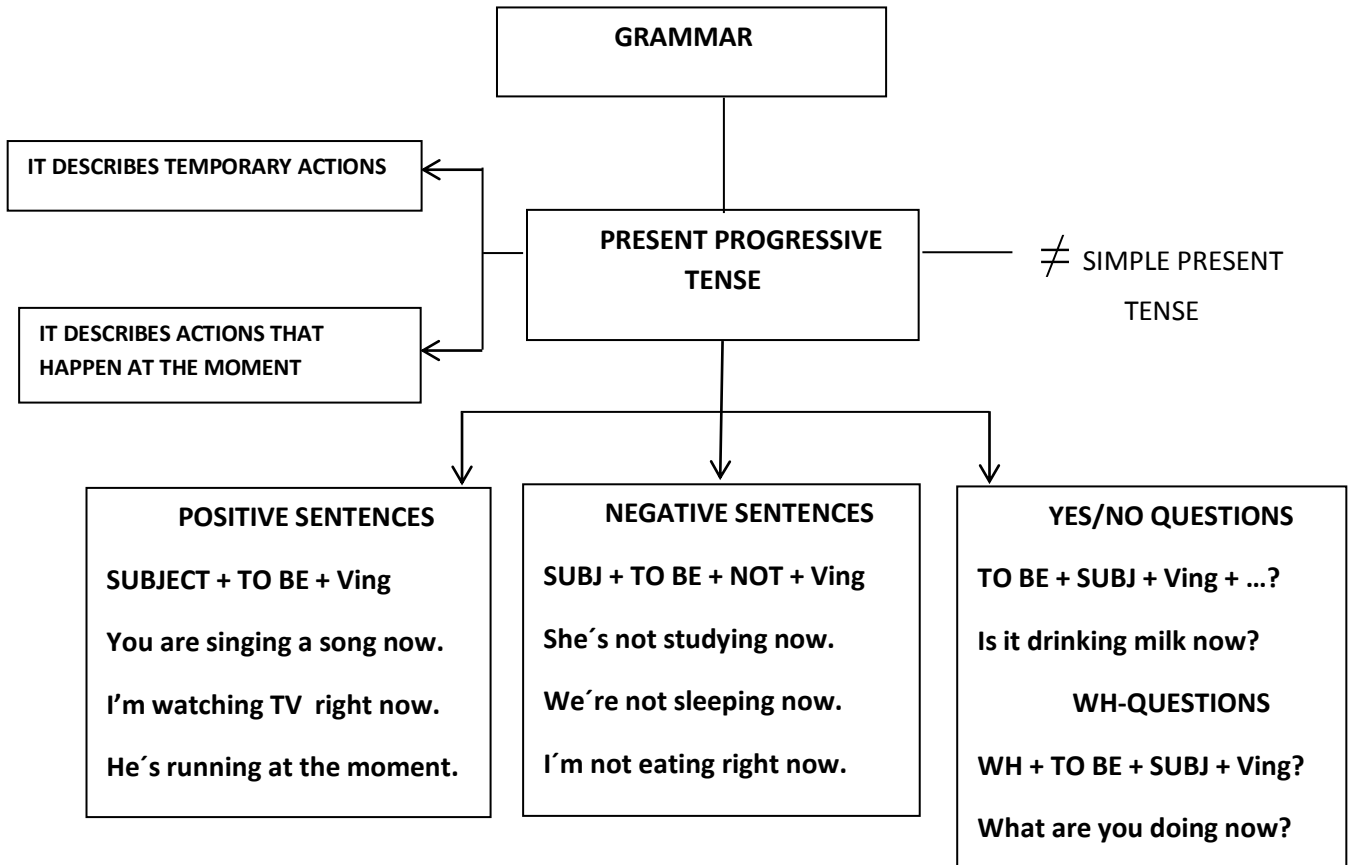 GRAMMAR
IT DESCRIBES TEMPORARY ACTIONS
PRESENT PROGRESSIVE
TENSE
≠ SIMPLE PRESENT
TENSE
IT DESCRIBES ACTIONS THAT
HAPPEN AT THE MOMENT
POSITIVE SENTENCES
SUBJECT + TO BE + Ving
You are singing a song now.
I’m watching TV right now.
He´s running at the moment.
NEGATIVE SENTENCES
SUBJ + TO BE + NOT + Ving
She´s not studying now.
We´re not sleeping now.
I´m not eating right now.
YES/NO QUESTIONS
TO BE + SUBJ + Ving + …?
Is it drinking milk now?
WH-QUESTIONS
WH + TO BE + SUBJ + Ving?
What are you doing now?